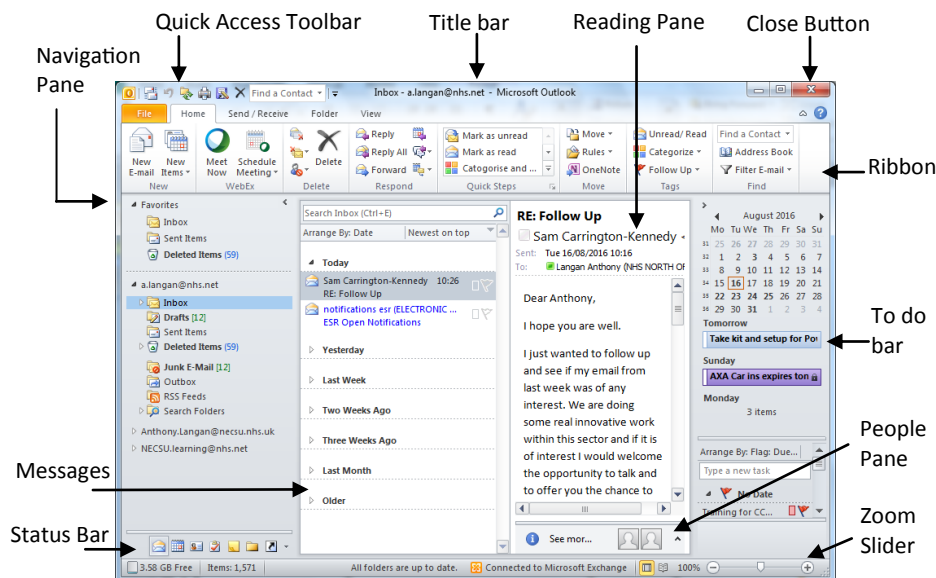 Quick Access Toolbar
Title bar
Reading Pane
Close Button
Navigation
Pane
Find a Contact
Inbox - a.langan@nhs.net - Microsoft Outlook
File Home Send / Receive Folder View
New
E-mail
New
Items
New
Meet
Now
Schedule
Meeting
WebEx
Delete
Delete
Reply
Reply All
Forward
Respond
Mark as unread
Mark as read
Catogorise and ...
Quick Steps
Move
Rules
OneNote
Move
Unread/ Read
Categorize
Follow Up
Tags
Find a Contact
Address Book
Filter E-mail
Find
Ribbon
Favorites
Inbox
Sent Items
Deleted Items (59)
a.langan@nhs.net
Inbox
Drafts [12]
Sent Items
Deleted Items (59)
Junk E-Mail [12]
Outbox
RSS Feeds
Search Folders
Anthony.Langan@necsu.nhs.uk
NECSU.learning@nhs.net
Search Inbox (Ctrl+E)
Arrange By: Date Newest on top
Today
Sam Carrington-Kennedy 10:26
RE: Follow Up
notifications esr (ELECTRONIC ...
ESR Open Notifications
Yesterday
Last Week
Two Weeks Ago
Three Weeks Ago
Last Month
Older
RE: Follow Up
Sam Carrington-Kennedy
Sent: Tue 16/08/2016 10:16
To: Langan Anthony (NHS NORTH OF
Dear Anthony,
I hope you are well.
I just wanted to follow up
and see if my email from
last week was of any
interest. We are doing
some real innovative work
within this sector and if it is
of interest I would welcome
the opportunity to talk and
to offer you the chance to
See mor...
August 2016
Mo Tu We Th Fr Sa Su
31 25 26 27 28 29 30 31
32 1 2 3 4 5 6 7
33 8 9 10 11 12 13 14
34 15 16 17 18 19 20 21
35 22 23 24 25 26 27 28
36 29 30 31 1 2 3 4
Tomorrow
Take kit and setup for Po
Sunday
AXA Car ins expires ton
Monday
3 items
Arrange By: Flag: Due...
Type a new task
No Date
Training for CC...
To do
bar
People
Pane
Messages
Status Bar
Zoom
Slider
3.58 GB Free Items: 1,571 All folders are up to date. Connected to Microsoft Exchange 100%